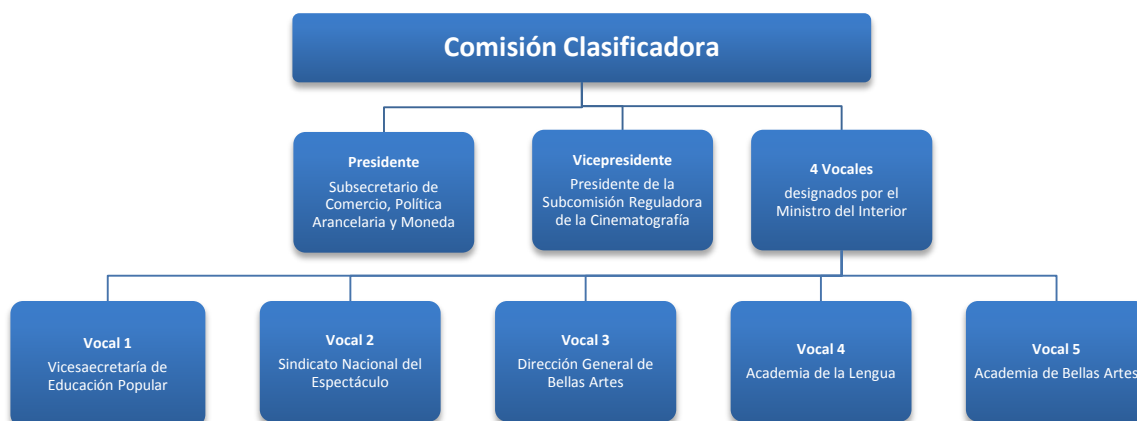 Comisión Clasificadora
Presidente
Subsecretario de
Comercio, Política
Arancelaria y Moneda
Vicepresidente
Presidente de la
Subcomisión Reguladora
de la Cinematografía
4 Vocales
designados por el
Ministro del Interior
Vocal 1
Vicesaecretaría de
Educación Popular
Vocal 2
Sindicato Nacional del
Espectáculo
Vocal 3
Dirección General de
Bellas Artes
Vocal 4
Academia de la Lengua
Vocal 5
Academia de Bellas Artes